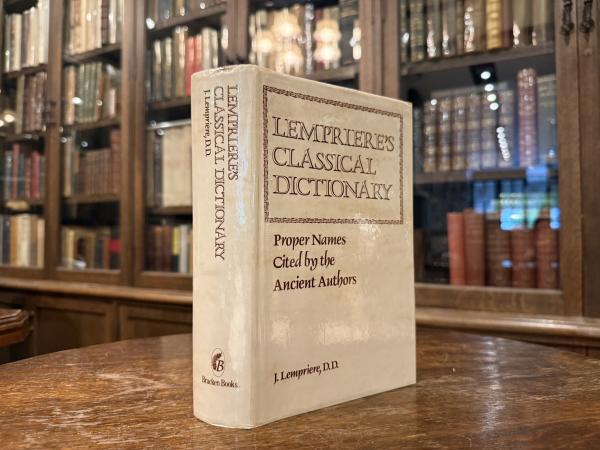 LEMPRIERE'S
CLASSICAL DICTIONARY
J. Lempriere, D.D.
B
Bracken Books
LEMPRIERE'S
CLASSICAL
DICTIONARY
Proper Names
Cited by the
Ancient Authors
J. Lempriere, D.D.